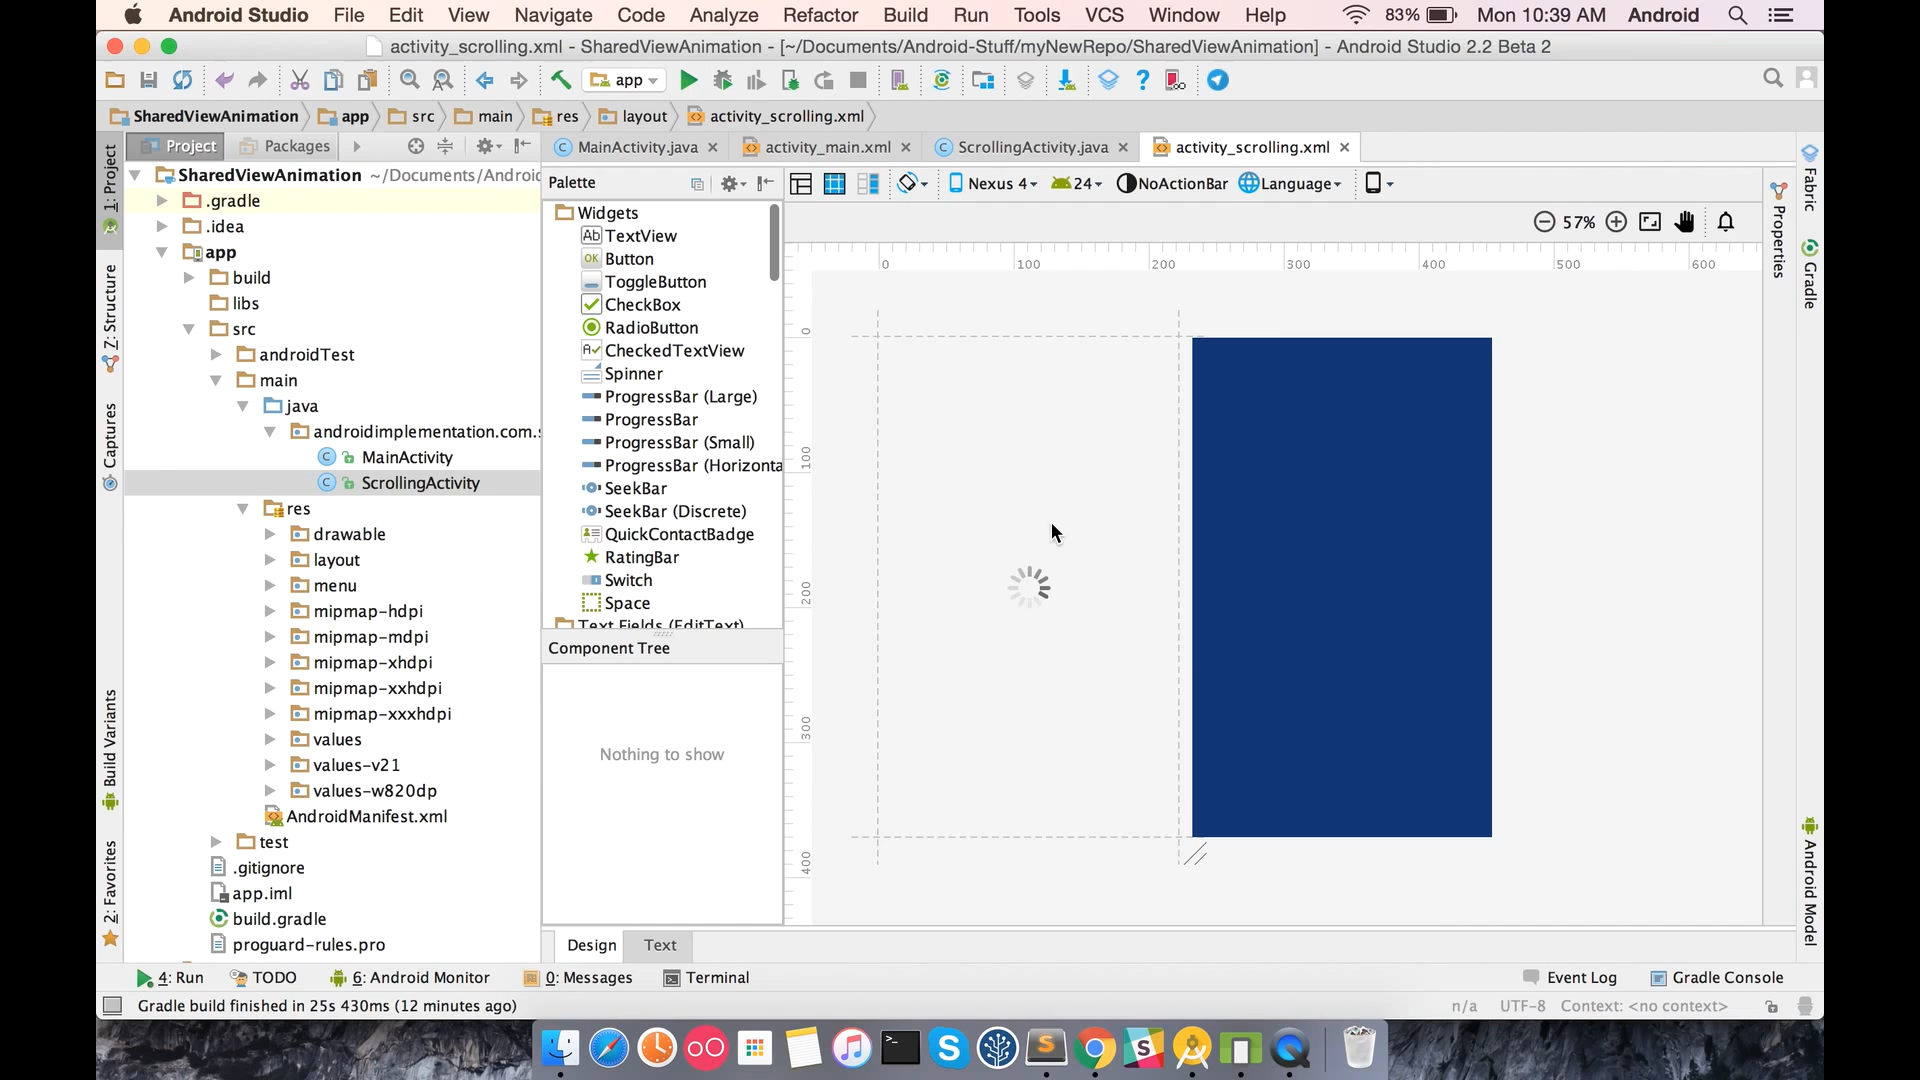 Android Studio File Edit View Navigate Code Analyze Refactor Build Run Tools VCS Window Help 83% Mon 10:39 AM Android
activity_scrolling.xml - SharedViewAnimation - [~/Documents/Android-Stuff/myNewRepo/SharedViewAnimation] - Android Studio 2.2 Beta 2
app
SharedViewAnimation app src main res layout activity_scrolling.xml
Project Packages
MainActivity.java activity_main.xml ScrollingActivity.java activity_scrolling.xml
1: Project
Z: Structure
Captures
Build Variants
2: Favorites
SharedViewAnimation ~/Documents/Androi
.gradle
.idea
app
build
libs
src
androidTest
main
java
androidimplementation.com.
MainActivity
ScrollingActivity
res
drawable
layout
menu
mipmap-hdpi
mipmap-mdpi
mipmap-xhdpi
mipmap-xxhdpi
mipmap-xxxhdpi
values
values-v21
values-w820dp
AndroidManifest.xml
test
.gitignore
app.iml
build.gradle
proguard-rules.pro
Palette
Widgets
Ab TextView
OK Button
ToggleButton
CheckBox
RadioButton
CheckedTextView
Spinner
ProgressBar (Large)
ProgressBar
ProgressBar (Small)
ProgressBar (Horizonta
SeekBar
SeekBar (Discrete)
QuickContactBadge
RatingBar
Switch
Space
Text Fields (EditText)
Component Tree
Nothing to show
Nexus 4 24 NoActionBar Language
57%
0 100 200 300 400 500 600
0
100
200
300
400
Design Text
Fabric
Gradle
Properties
Android Model
4: Run TODO 6: Android Monitor 0: Messages Terminal Event Log Gradle Console
Gradle build finished in 25s 430ms (12 minutes ago) n/a UTF-8 Context: <no context>